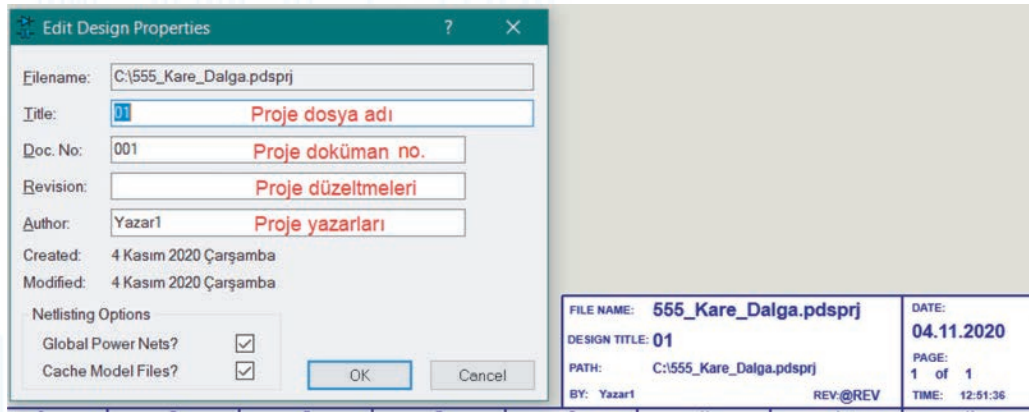 Edit Design Properties ? ×
Filename: C:\555_Kare_Dalga.pdsprj
Title: 01 Proje dosya adı
Doc. No: 001 Proje doküman no.
Revision: Proje düzeltmeleri
Author: Yazar1 Proje yazarları
Created: 4 Kasım 2020 Çarşamba
Modified: 4 Kasım 2020 Çarşamba
Netlisting Options
Global Power Nets?
Cache Model Files?
OK Cancel
FILE NAME: 555_Kare_Dalga.pdsprj
DESIGN TITLE: 01
PATH: C:\555_Kare_Dalga.pdsprj
BY: Yazar1 REV:@REV
DATE:
04.11.2020
PAGE:
1 of 1
TIME: 12:51:36